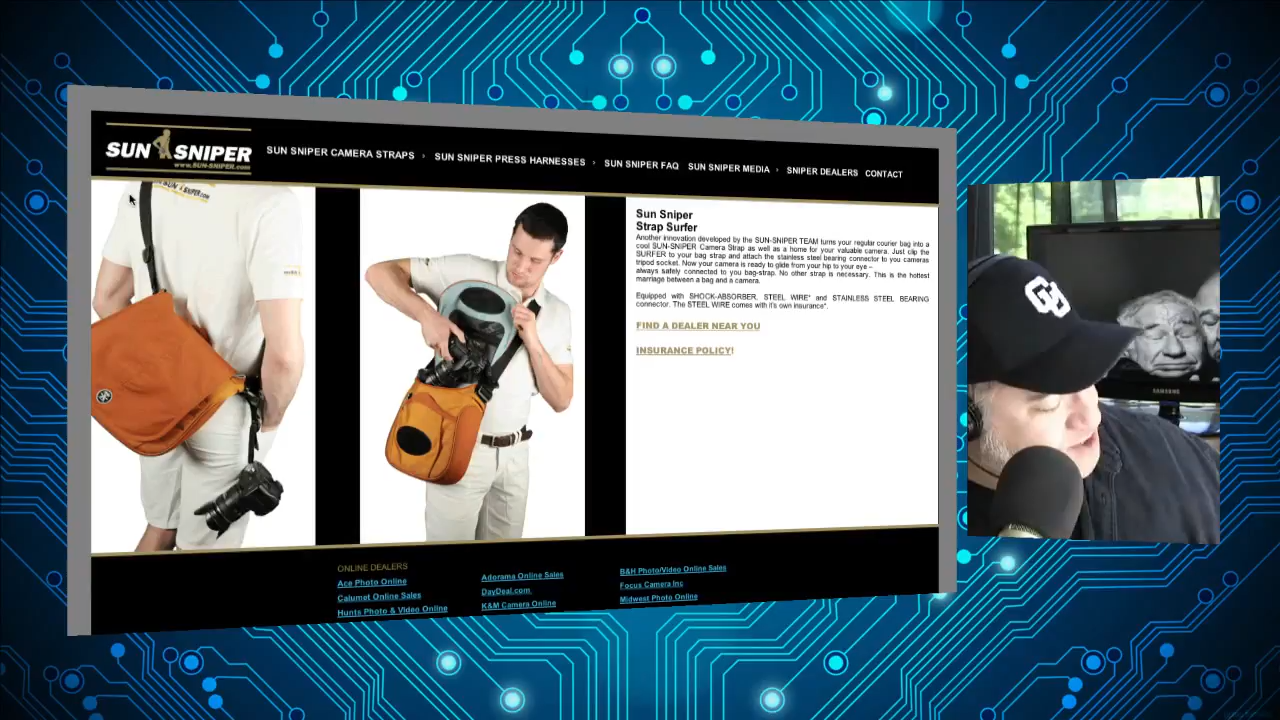 SUN SNIPER
www.SUN-SNIPER.com
SUN SNIPER CAMERA STRAPS › SUN SNIPER PRESS HARNESSES › SUN SNIPER FAQ SUN SNIPER MEDIA › SNIPER DEALERS CONTACT
Sun Sniper
Strap Surfer
Another innovation developed by the SUN-SNIPER TEAM turns your regular courier bag into a
cool SUN-SNIPER Camera Strap as well as a home for your valuable camera. Just clip the
SURFER to your bag strap and attach the stainless steel bearing connector to you cameras
tripod socket. Now your camera is ready to glide from your hip to your eye –
always safely connected to you bag-strap. No other strap is necessary. This is the hottest
marriage between a bag and a camera.
Equipped with SHOCK-ABSORBER, STEEL WIRE* and STAINLESS STEEL BEARING
connector. The STEEL WIRE comes with it's own insurance*.
FIND A DEALER NEAR YOU
INSURANCE POLICY!
ONLINE DEALERS
Ace Photo Online
Calumet Online Sales
Hunts Photo & Video Online
Adorama Online Sales
DayDeal.com
K&M Camera Online
B&H Photo/Video Online Sales
Focus Camera Inc
Midwest Photo Online
SAMSUNG